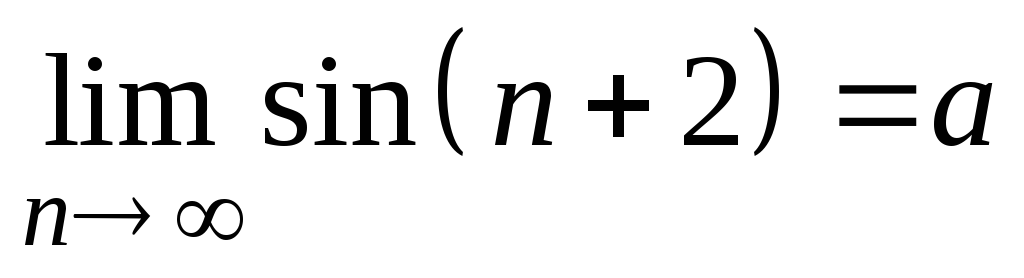 lim sin(n + 2) = a
n→∞